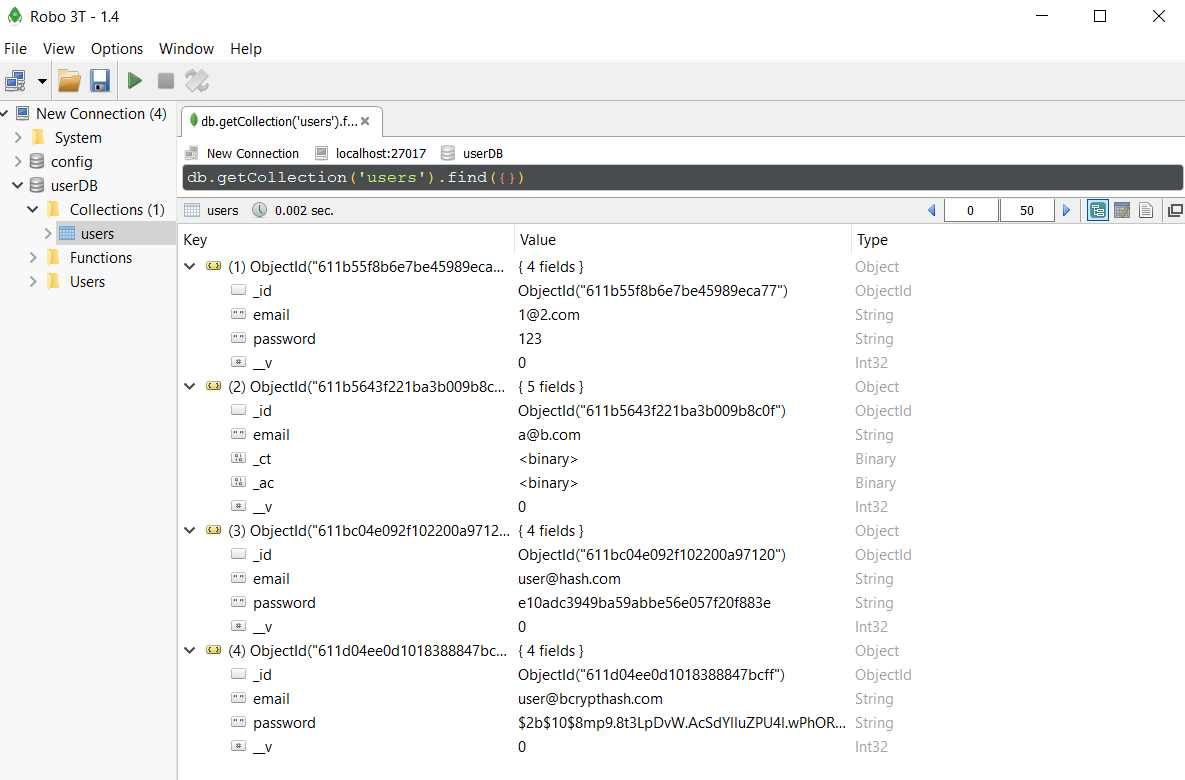 Robo 3T - 1.4
File View Options Window Help
New Connection (4)
System
config
userDB
Collections (1)
users
Functions
Users
db.getCollection('users').f...
New Connection localhost:27017 userDB
db.getCollection('users').find({})
users 0.002 sec. 0 50
Key Value Type
(1) ObjectId("611b55f8b6e7be45989eca... { 4 fields } Object
_id ObjectId("611b55f8b6e7be45989eca77") ObjectId
email 1@2.com String
password 123 String
__v 0 Int32
(2) ObjectId("611b5643f221ba3b009b8c... { 5 fields } Object
_id ObjectId("611b5643f221ba3b009b8c0f") ObjectId
email a@b.com String
_ct <binary> Binary
_ac <binary> Binary
__v 0 Int32
(3) ObjectId("611bc04e092f102200a9712... { 4 fields } Object
_id ObjectId("611bc04e092f102200a97120") ObjectId
email user@hash.com String
password e10adc3949ba59abbe56e057f20f883e String
__v 0 Int32
(4) ObjectId("611d04ee0d1018388847bc... { 4 fields } Object
_id ObjectId("611d04ee0d1018388847bcff") ObjectId
email user@bcrypthash.com String
password $2b$10$8mp9.8t3LpDvW.AcSdYlluZPU4l.wPhOR... String
__v 0 Int32